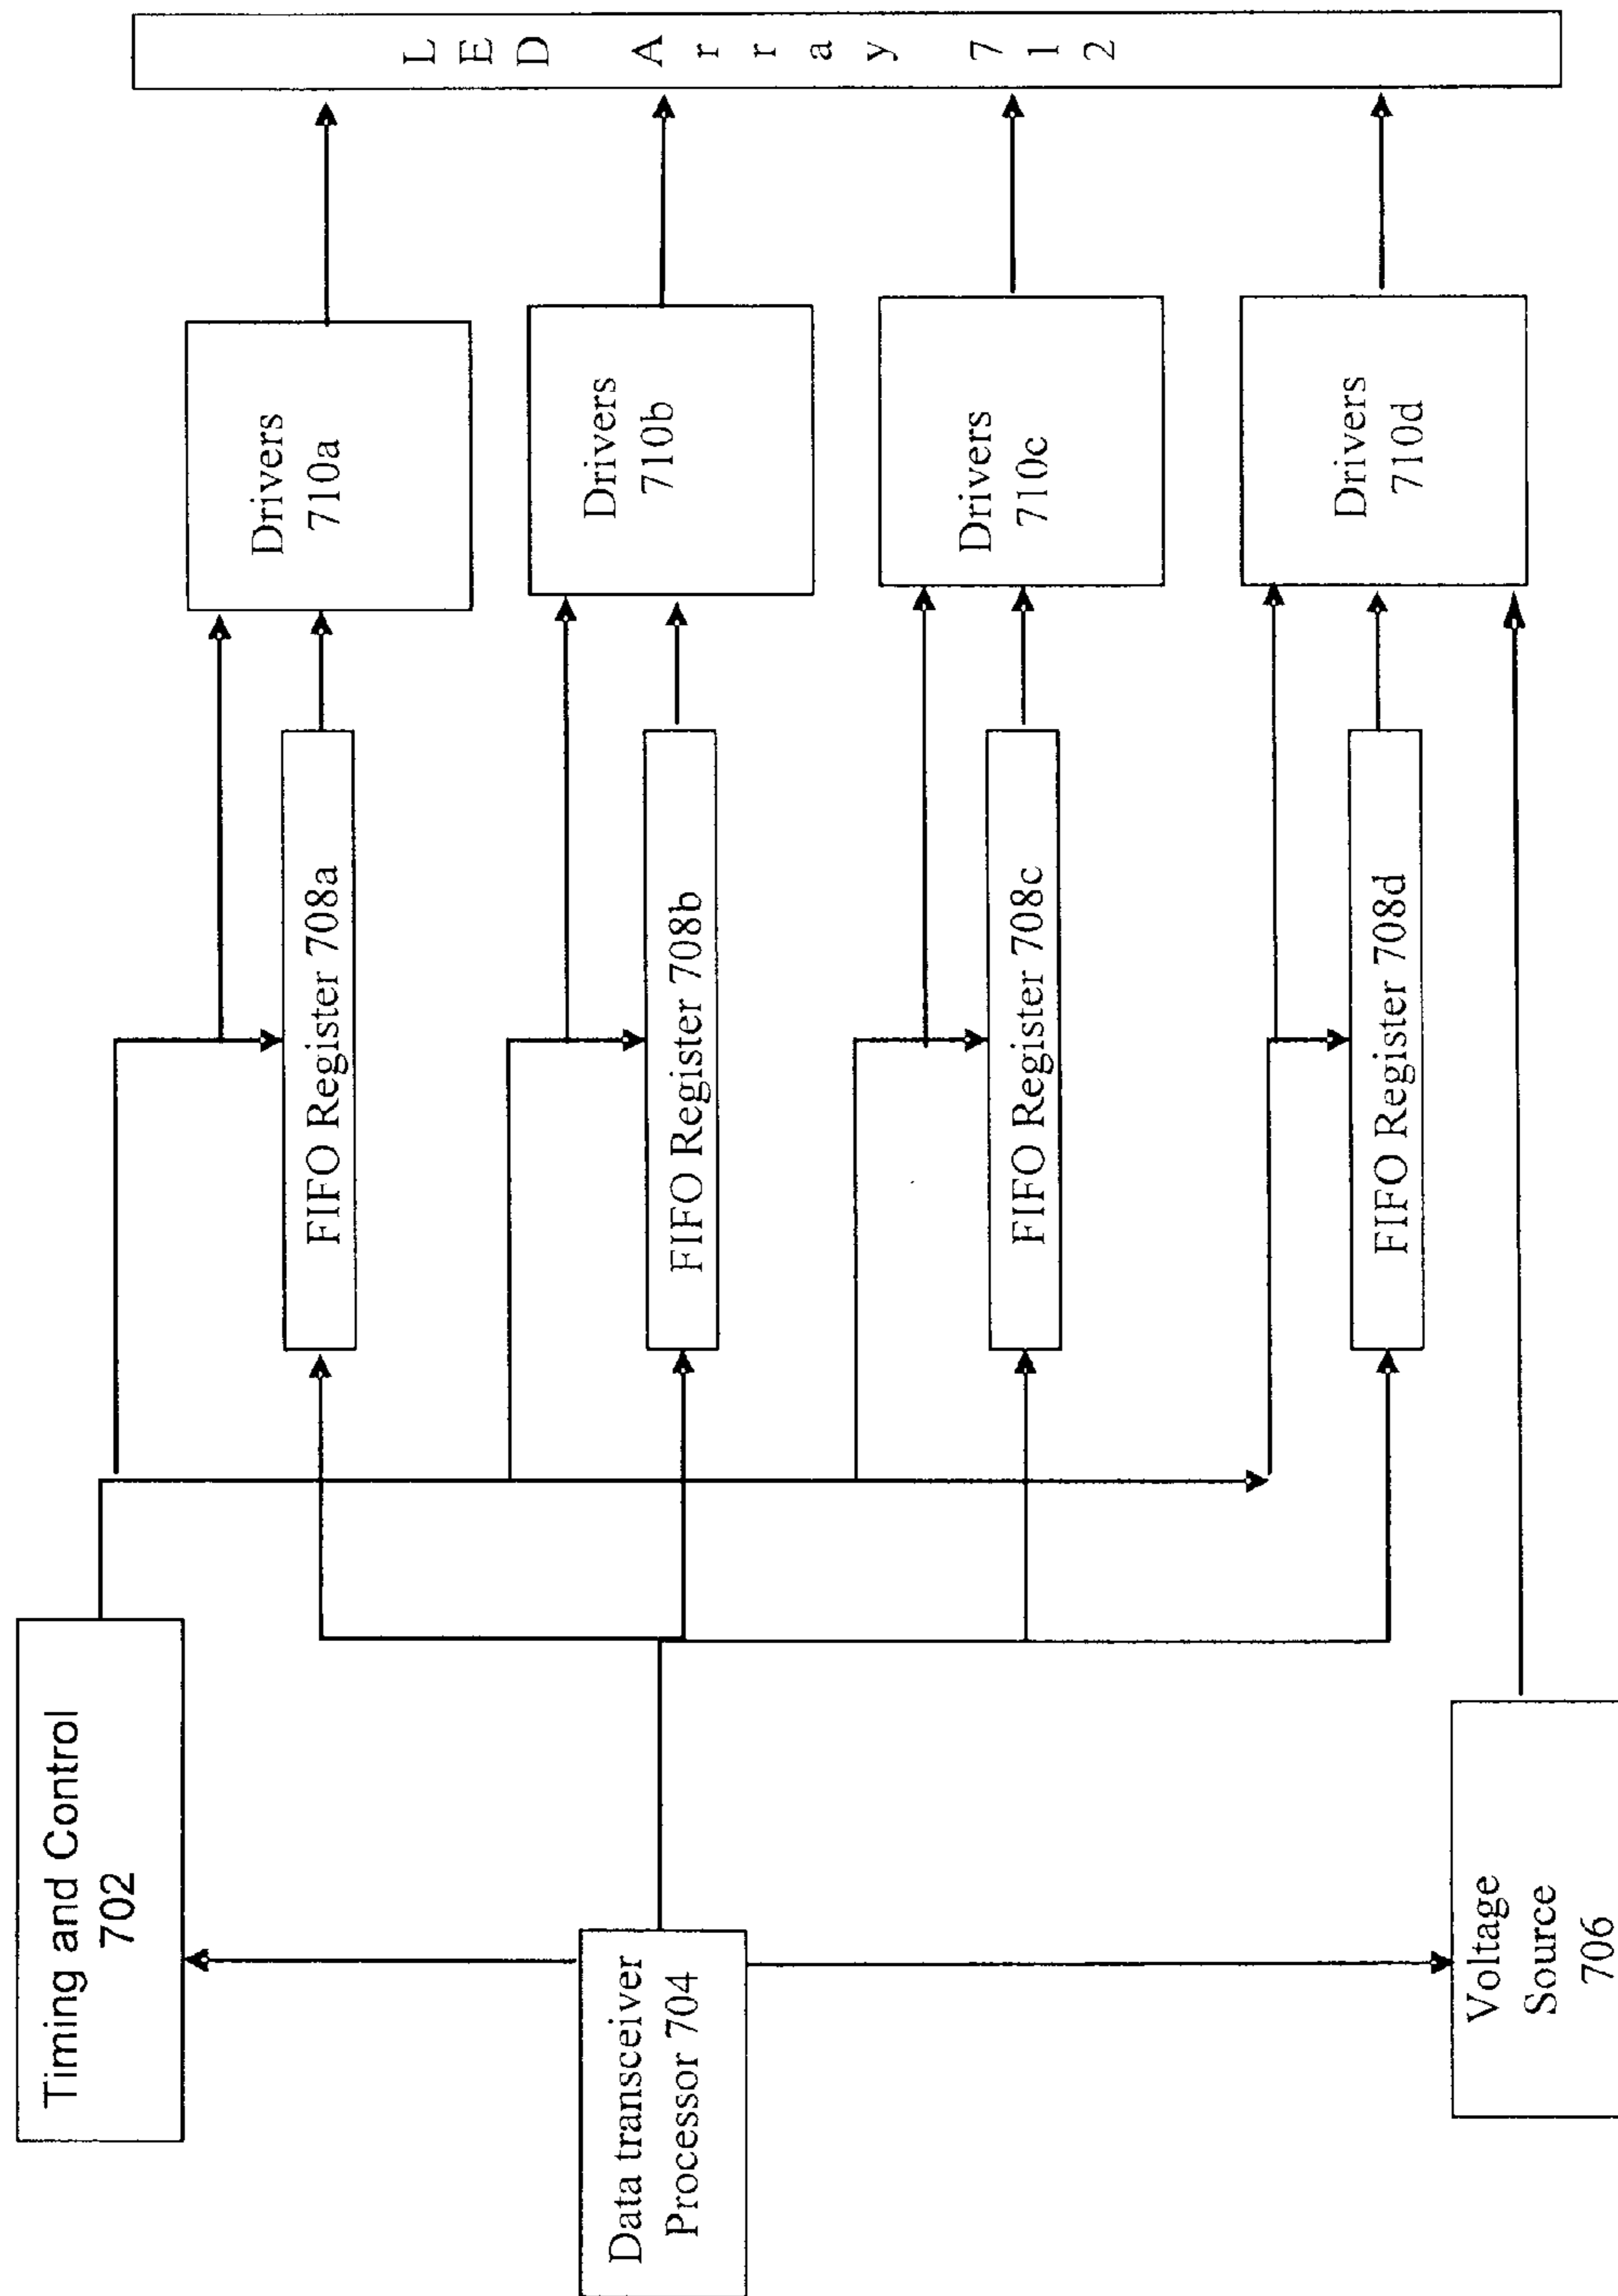 Timing and Control
702
Data transceiver
Processor 704
Voltage
Source
706
FIFO Register 708a
FIFO Register 708b
FIFO Register 708c
FIFO Register 708d
Drivers
710a
Drivers
710b
Drivers
710c
Drivers
710d
LED Array 712